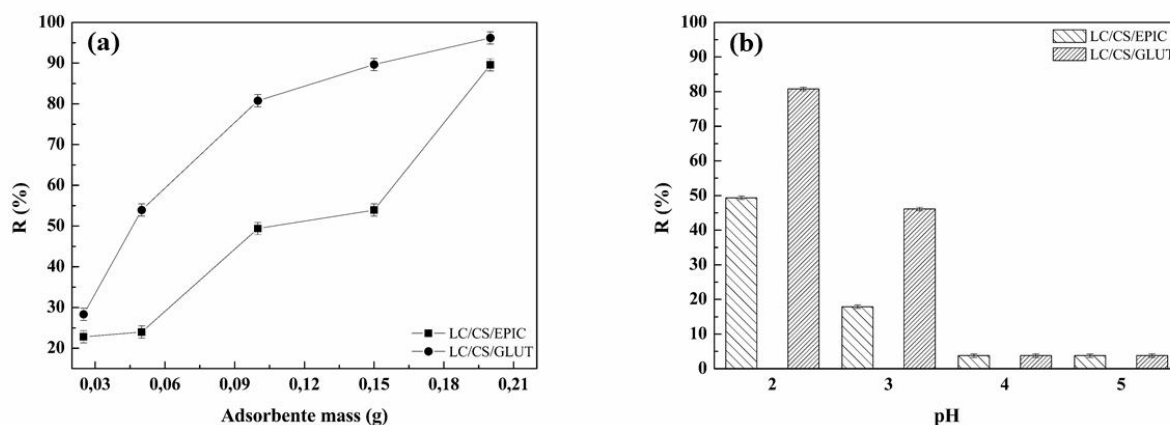 (a)
R (%)
100
90
80
70
60
50
40
30
20
LC/CS/EPIC
LC/CS/GLUT
0,03 0,06 0,09 0,12 0,15 0,18 0,21
Adsorbente mass (g)
(b)
LC/CS/EPIC
LC/CS/GLUT
R (%)
100
90
80
70
60
50
40
30
20
10
0
2 3 4 5
pH